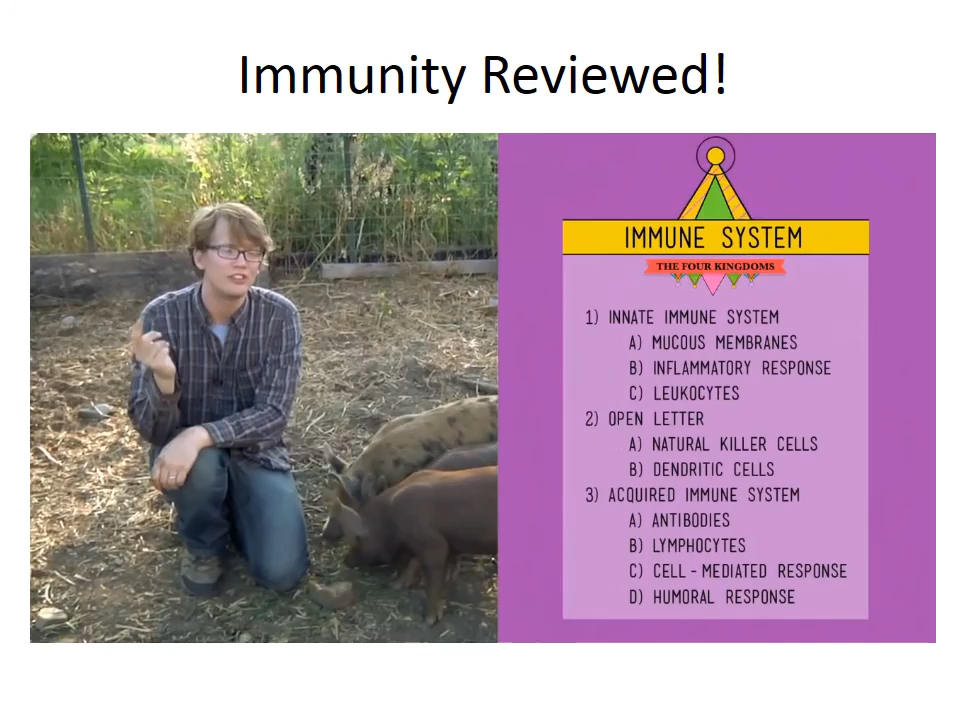 Immunity Reviewed!
IMMUNE SYSTEM
THE FOUR KINGDOMS
1) INNATE IMMUNE SYSTEM
A) MUCOUS MEMBRANES
B) INFLAMMATORY RESPONSE
C) LEUKOCYTES
2) OPEN LETTER
A) NATURAL KILLER CELLS
B) DENDRITIC CELLS
3) ACQUIRED IMMUNE SYSTEM
A) ANTIBODIES
B) LYMPHOCYTES
C) CELL - MEDIATED RESPONSE
D) HUMORAL RESPONSE